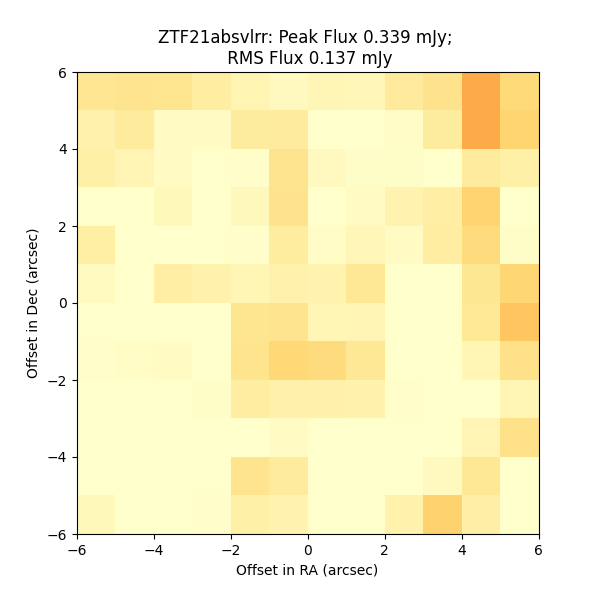 ZTF21absvlrr: Peak Flux 0.339 mJy;
RMS Flux 0.137 mJy
6
4
2
0
−2
−4
−6
Offset in Dec (arcsec)
−6 −4 −2 0 2 4 6
Offset in RA (arcsec)